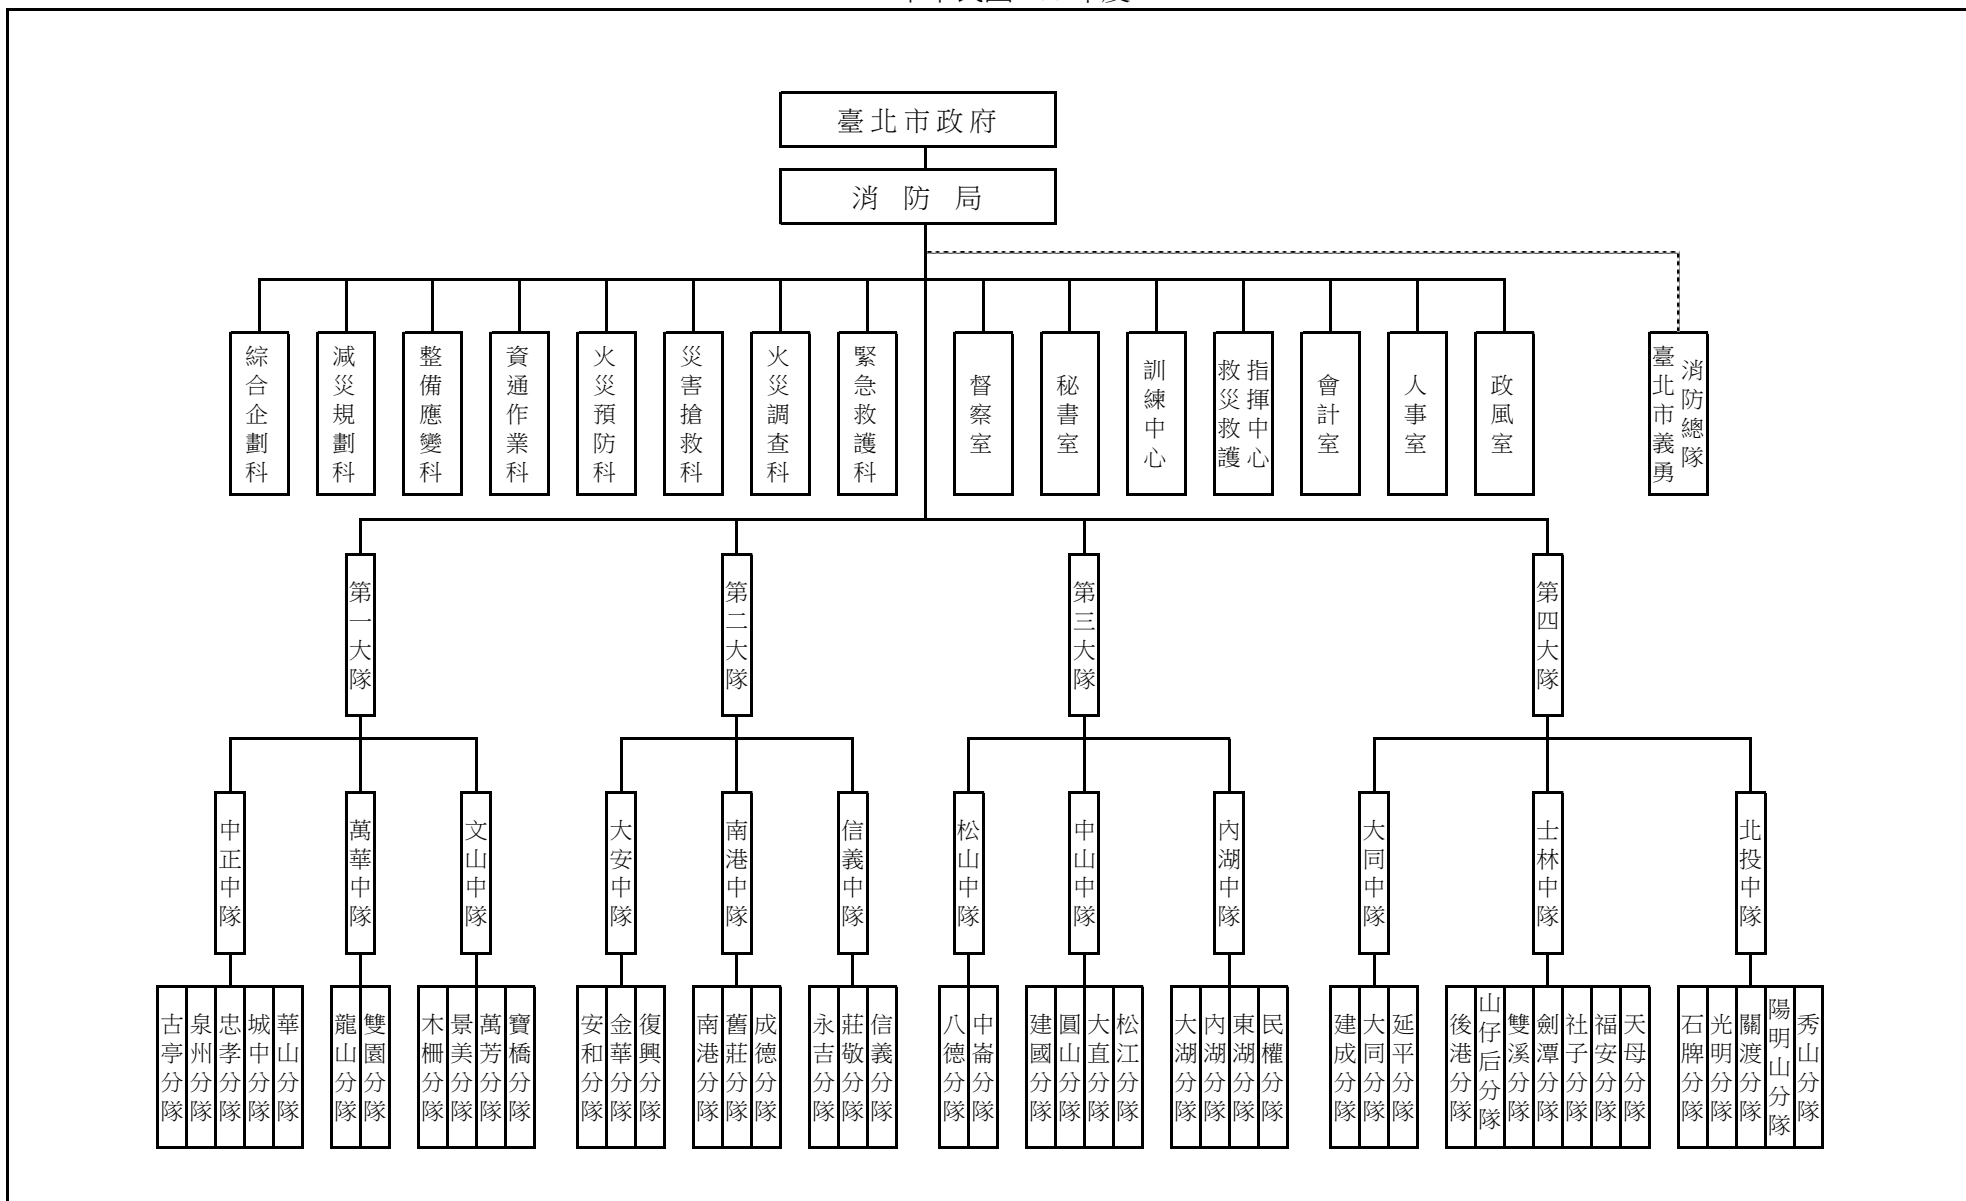 臺北市政府
消防局
綜合企劃科
減災規劃科
整備應變科
資通作業科
火災預防科
災害搶救科
火災調查科
緊急救護科
督察室
秘書室
訓練中心
救災救護
指揮中心
會計室
人事室
政風室
臺北市義勇
消防總隊
第一大隊
第二大隊
第三大隊
第四大隊
中正中隊
萬華中隊
文山中隊
大安中隊
南港中隊
信義中隊
松山中隊
中山中隊
內湖中隊
大同中隊
士林中隊
北投中隊
古亭分隊
泉州分隊
忠孝分隊
城中分隊
華山分隊
龍山分隊
雙園分隊
木柵分隊
景美分隊
萬芳分隊
寶橋分隊
安和分隊
金華分隊
復興分隊
南港分隊
舊莊分隊
成德分隊
永吉分隊
莊敬分隊
信義分隊
八德分隊
中崙分隊
建國分隊
圓山分隊
大直分隊
松江分隊
大湖分隊
內湖分隊
東湖分隊
民權分隊
建成分隊
大同分隊
延平分隊
後港分隊
山仔后分隊
雙溪分隊
劍潭分隊
社子分隊
福安分隊
天母分隊
石牌分隊
光明分隊
關渡分隊
陽明山分隊
秀山分隊